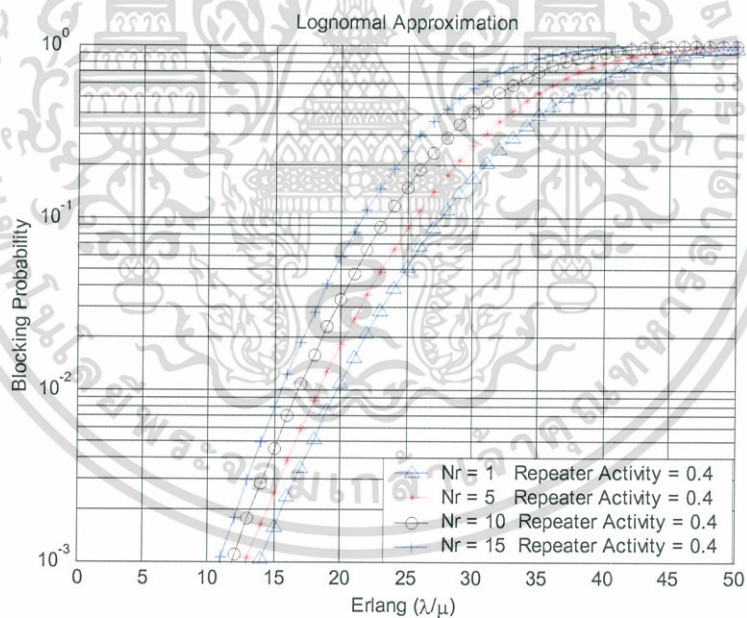 Lognormal Approximation
Blocking Probability
10^0
10^-1
10^-2
10^-3
0 5 10 15 20 25 30 35 40 45 50
Erlang (λ/μ)
Nr = 1 Repeater Activity = 0.4
Nr = 5 Repeater Activity = 0.4
Nr = 10 Repeater Activity = 0.4
Nr = 15 Repeater Activity = 0.4